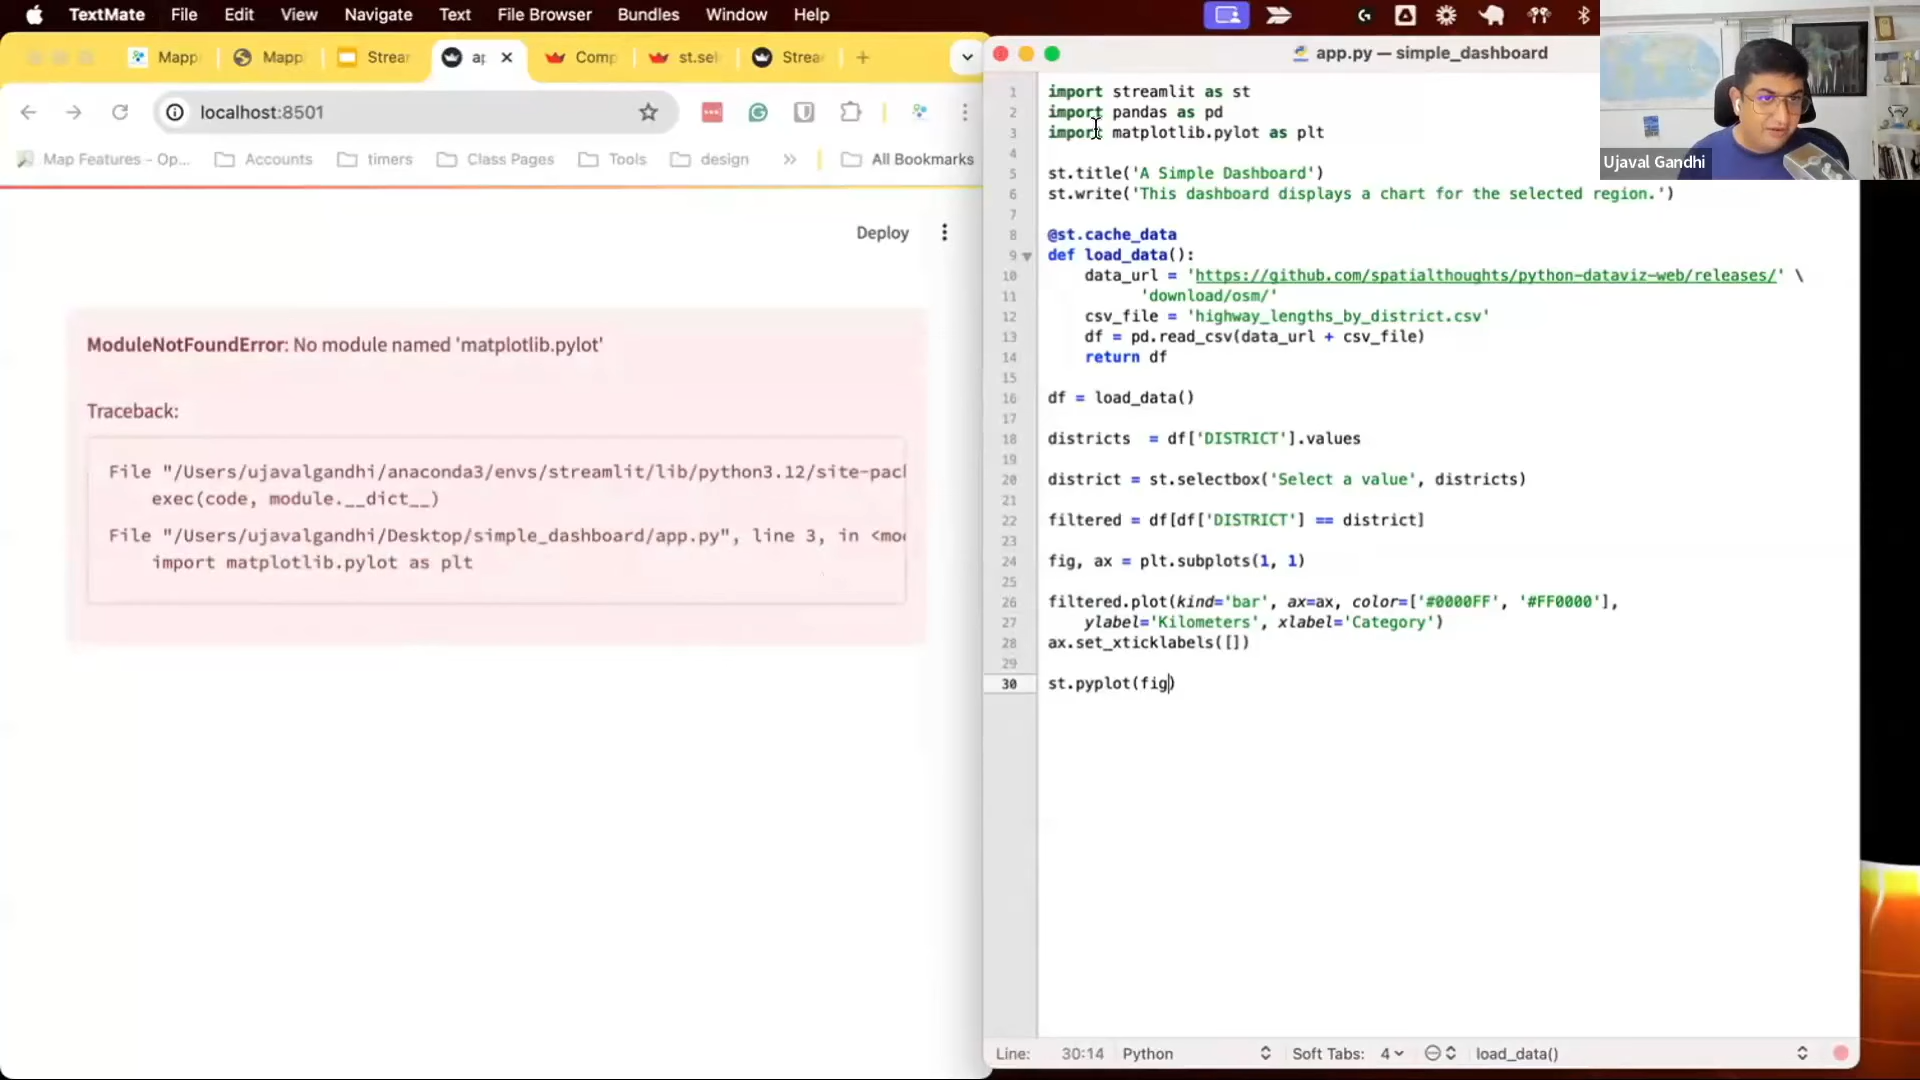 TextMate File Edit View Navigate Text File Browser Bundles Window Help
Mapp Mapp Strear ap Comp st.sel Strea
localhost:8501
Map Features - Op... Accounts timers Class Pages Tools design » All Bookmarks
Deploy
ModuleNotFoundError: No module named 'matplotlib.pylot'
Traceback:
File "/Users/ujavalgandhi/anaconda3/envs/streamlit/lib/python3.12/site-pack
exec(code, module.__dict__)
File "/Users/ujavalgandhi/Desktop/simple_dashboard/app.py", line 3, in <mod
import matplotlib.pylot as plt
app.py — simple_dashboard
1 import streamlit as st
2 import pandas as pd
3 import matplotlib.pylot as plt
4
5 st.title('A Simple Dashboard')
6 st.write('This dashboard displays a chart for the selected region.')
7
8 @st.cache_data
9 def load_data():
10 data_url = 'https://github.com/spatialthoughts/python-dataviz-web/releases/' \
11 'download/osm/'
12 csv_file = 'highway_lengths_by_district.csv'
13 df = pd.read_csv(data_url + csv_file)
14 return df
15
16 df = load_data()
17
18 districts = df['DISTRICT'].values
19
20 district = st.selectbox('Select a value', districts)
21
22 filtered = df[df['DISTRICT'] == district]
23
24 fig, ax = plt.subplots(1, 1)
25
26 filtered.plot(kind='bar', ax=ax, color=['#0000FF', '#FF0000'],
27 ylabel='Kilometers', xlabel='Category')
28 ax.set_xticklabels([])
29
30 st.pyplot(fig)
Line: 30:14 Python Soft Tabs: 4 load_data()
Ujaval Gandhi